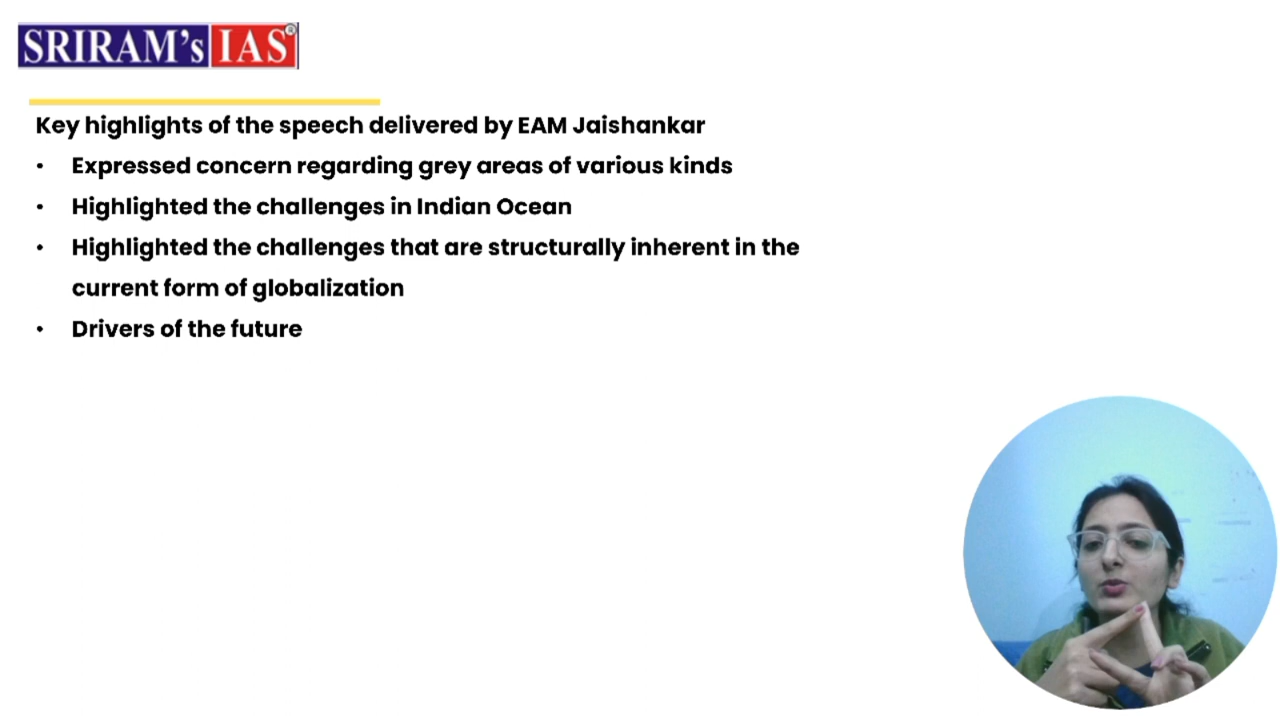 SRIRAM's IAS®
Key highlights of the speech delivered by EAM Jaishankar
• Expressed concern regarding grey areas of various kinds
• Highlighted the challenges in Indian Ocean
• Highlighted the challenges that are structurally inherent in the
current form of globalization
• Drivers of the future